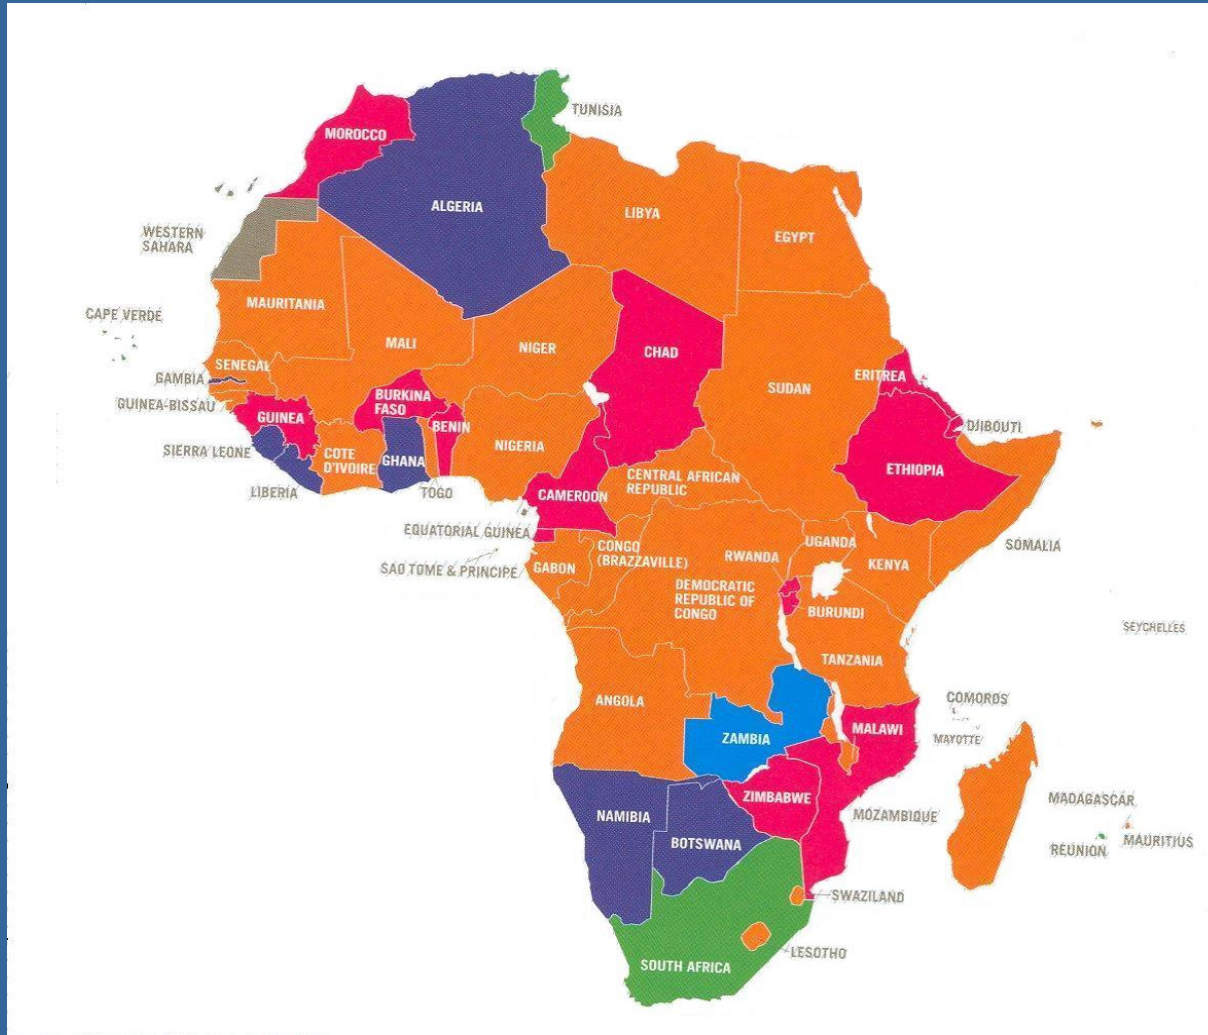 TUNISIA
MOROCCO
ALGERIA
LIBYA
EGYPT
WESTERN
SAHARA
MAURITANIA
CAPE VERDE
MALI
NIGER
CHAD
SUDAN
ERITREA
SENEGAL
GAMBIA
GUINEA-BISSAU
GUINEA
BURKINA
FASO
BENIN
NIGERIA
DJIBOUTI
SIERRA LEONE
COTE
D'IVOIRE
GHANA
ETHIOPIA
LIBERIA
TOGO
CAMEROON
CENTRAL AFRICAN
REPUBLIC
EQUATORIAL GUINEA
SAO TOME & PRINCIPE
GABON
CONGO
(BRAZZAVILLE)
RWANDA
UGANDA
KENYA
SOMALIA
DEMOCRATIC
REPUBLIC OF
CONGO
BURUNDI
SEYCHELLES
TANZANIA
ANGOLA
COMOROS
ZAMBIA
MALAWI
MAYOTTE
NAMIBIA
ZIMBABWE
MOZAMBIQUE
MADAGASCAR
BOTSWANA
REUNION
MAURITIUS
SWAZILAND
SOUTH AFRICA
LESOTHO